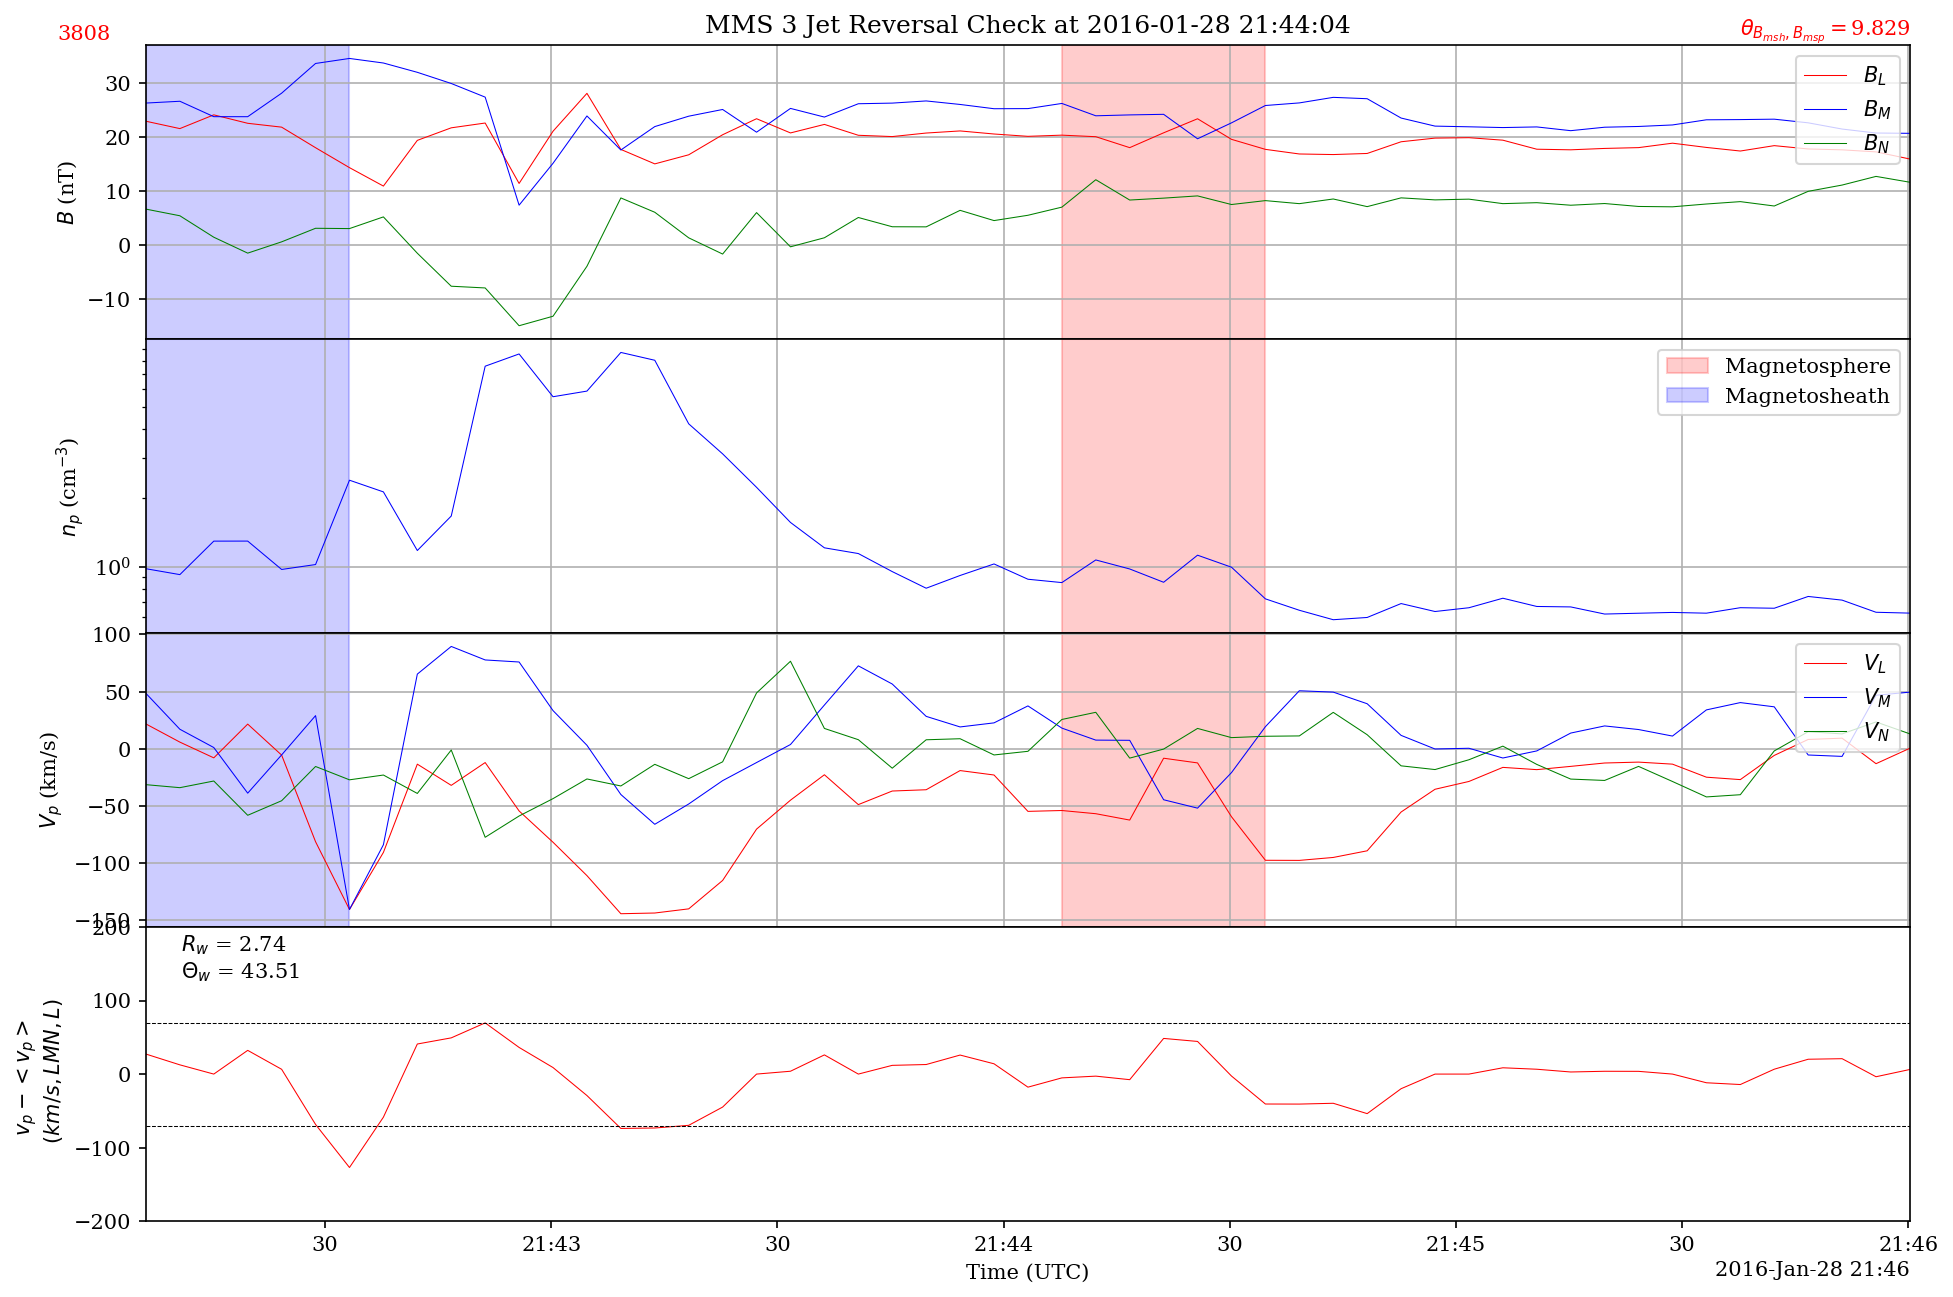 3808
MMS 3 Jet Reversal Check at 2016-01-28 21:44:04
θ_{B_{msh}, B_{msp}} = 9.829
30
20
10
0
−10
B (nT)
B_L
B_M
B_N
10^0
n_p (cm^{−3})
Magnetosphere
Magnetosheath
100
50
0
−50
−100
−150
V_p (km/s)
V_L
V_M
V_N
200
100
0
−100
−200
v_p − < v_p >
(km/s, LMN, L)
R_w = 2.74
Θ_w = 43.51
30
21:43
30
21:44
30
21:45
30
21:46
Time (UTC)
2016-Jan-28 21:46